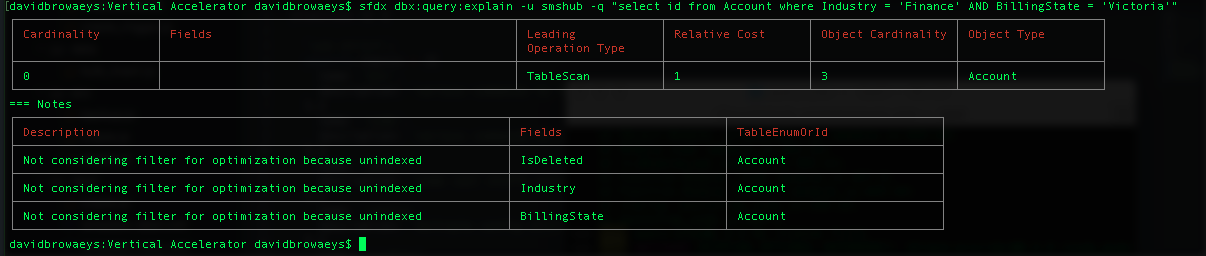 [davidbrowaeys:Vertical Accelerator davidbrowaeys$ sfdx dbx:query:explain -u smshub -q "select id from Account where Industry = 'Finance' AND BillingState = 'Victoria'"
Cardinality Fields Leading Operation Type Relative Cost Object Cardinality Object Type
0 TableScan 1 3 Account
=== Notes
Description Fields TableEnumOrId
Not considering filter for optimization because unindexed IsDeleted Account
Not considering filter for optimization because unindexed Industry Account
Not considering filter for optimization because unindexed BillingState Account
davidbrowaeys:Vertical Accelerator davidbrowaeys$